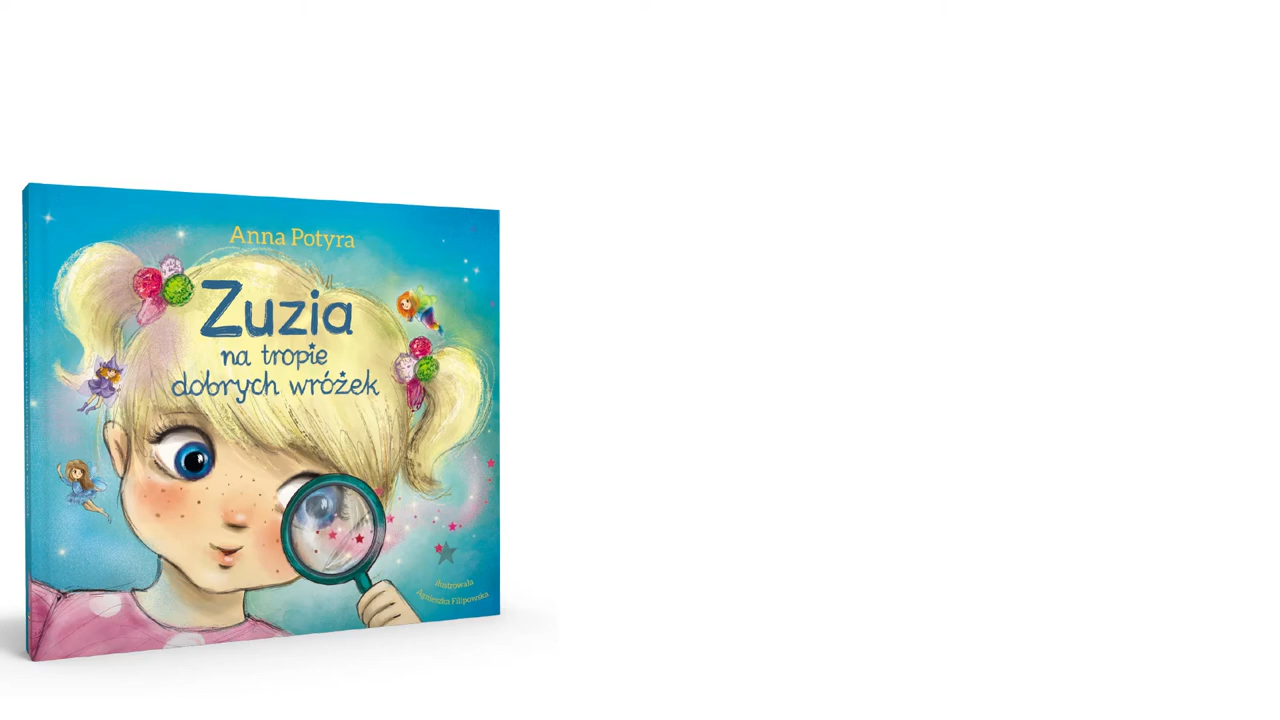 Anna Potyra
Zuzia
na tropie
dobrych wróżek
ilustrowała
Agnieszka Filipowska